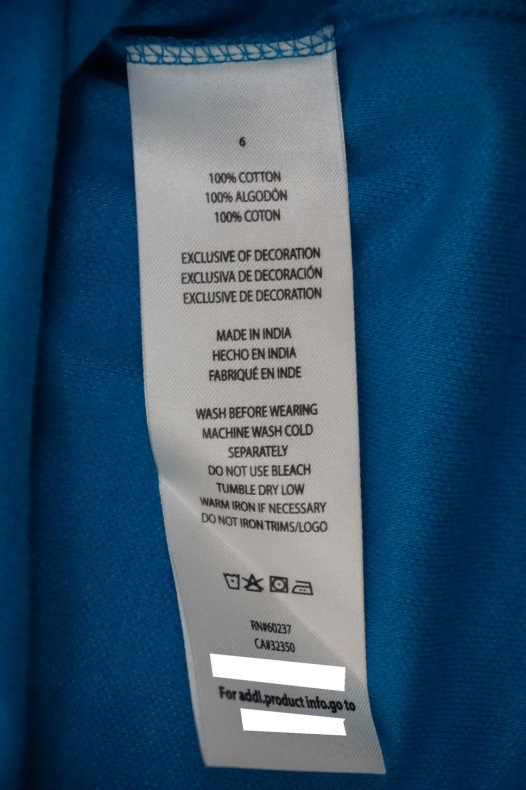 6
100% COTTON
100% ALGODÓN
100% COTON
EXCLUSIVE OF DECORATION
EXCLUSIVA DE DECORACIÓN
EXCLUSIVE DE DECORATION
MADE IN INDIA
HECHO EN INDIA
FABRIQUÉ EN INDE
WASH BEFORE WEARING
MACHINE WASH COLD
SEPARATELY
DO NOT USE BLEACH
TUMBLE DRY LOW
WARM IRON IF NECESSARY
DO NOT IRON TRIMS/LOGO
RN#60237
CA#32350
For addl.product info.go to